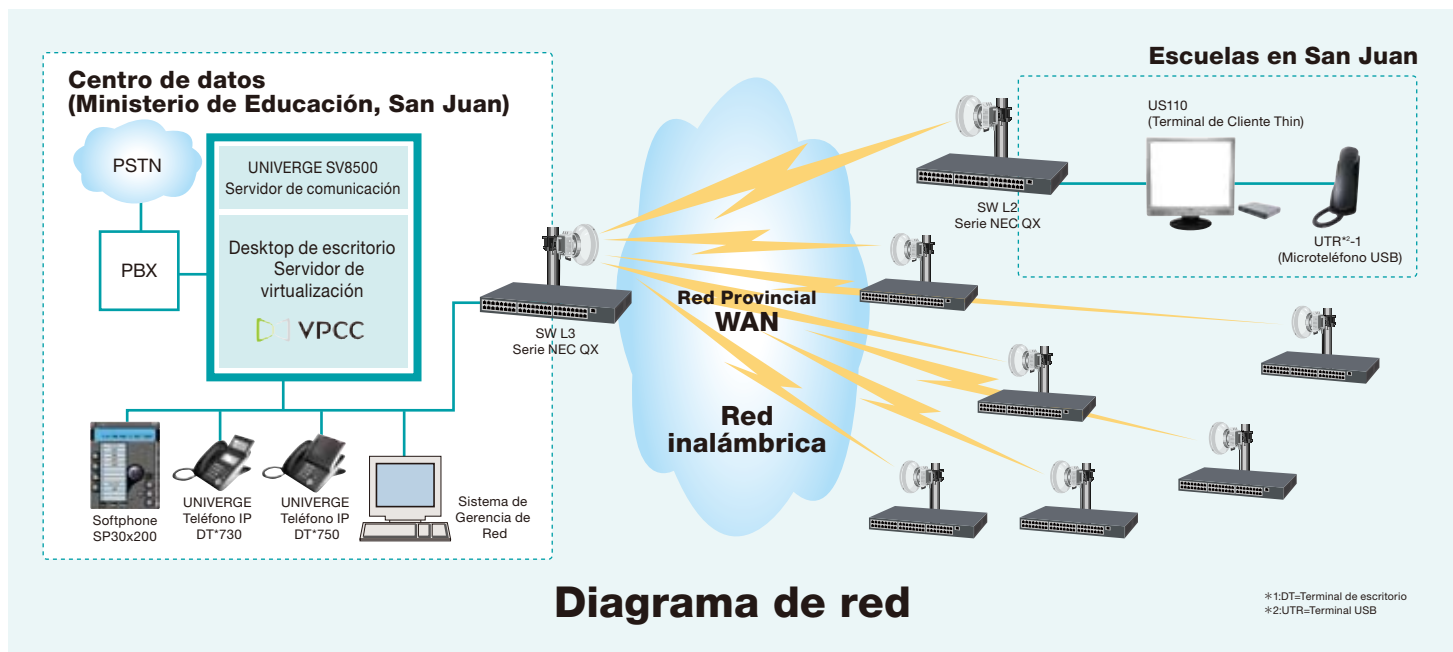 Centro de datos
(Ministerio de Educación, San Juan)
PSTN
PBX
UNIVERGE SV8500
Servidor de comunicación
Desktop de escritorio
Servidor de
virtualización
VPCC
Softphone
SP30x200
UNIVERGE
Teléfono IP
DT*730
UNIVERGE
Teléfono IP
DT*750
Sistema de
Gerencia de
Red
SW L3
Serie NEC QX
Red Provincial
WAN
Red
inalámbrica
Escuelas en San Juan
US110
(Terminal de Cliente Thin)
SW L2
Serie NEC QX
UTR*²-1
(Microteléfono USB)
Diagrama de red
*1:DT=Terminal de escritorio
*2:UTR=Terminal USB